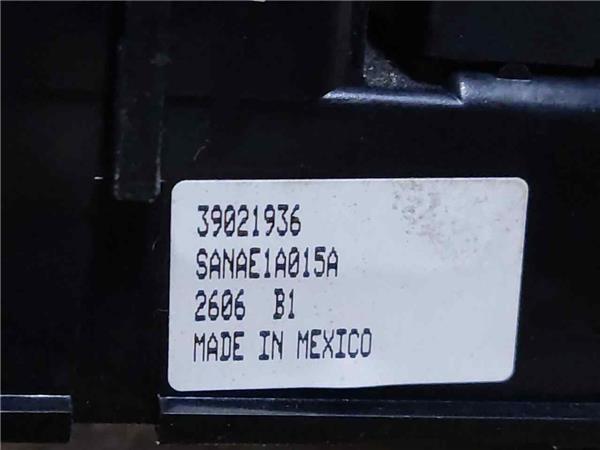 39021936
SANAE1A015A
2606 B1
MADE IN MEXICO